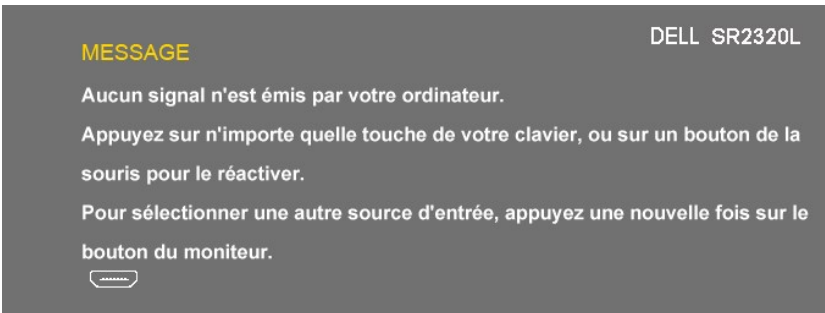 DELL SR2320L
MESSAGE
Aucun signal n'est émis par votre ordinateur.
Appuyez sur n'importe quelle touche de votre clavier, ou sur un bouton de la
souris pour le réactiver.
Pour sélectionner une autre source d'entrée, appuyez une nouvelle fois sur le
bouton du moniteur.